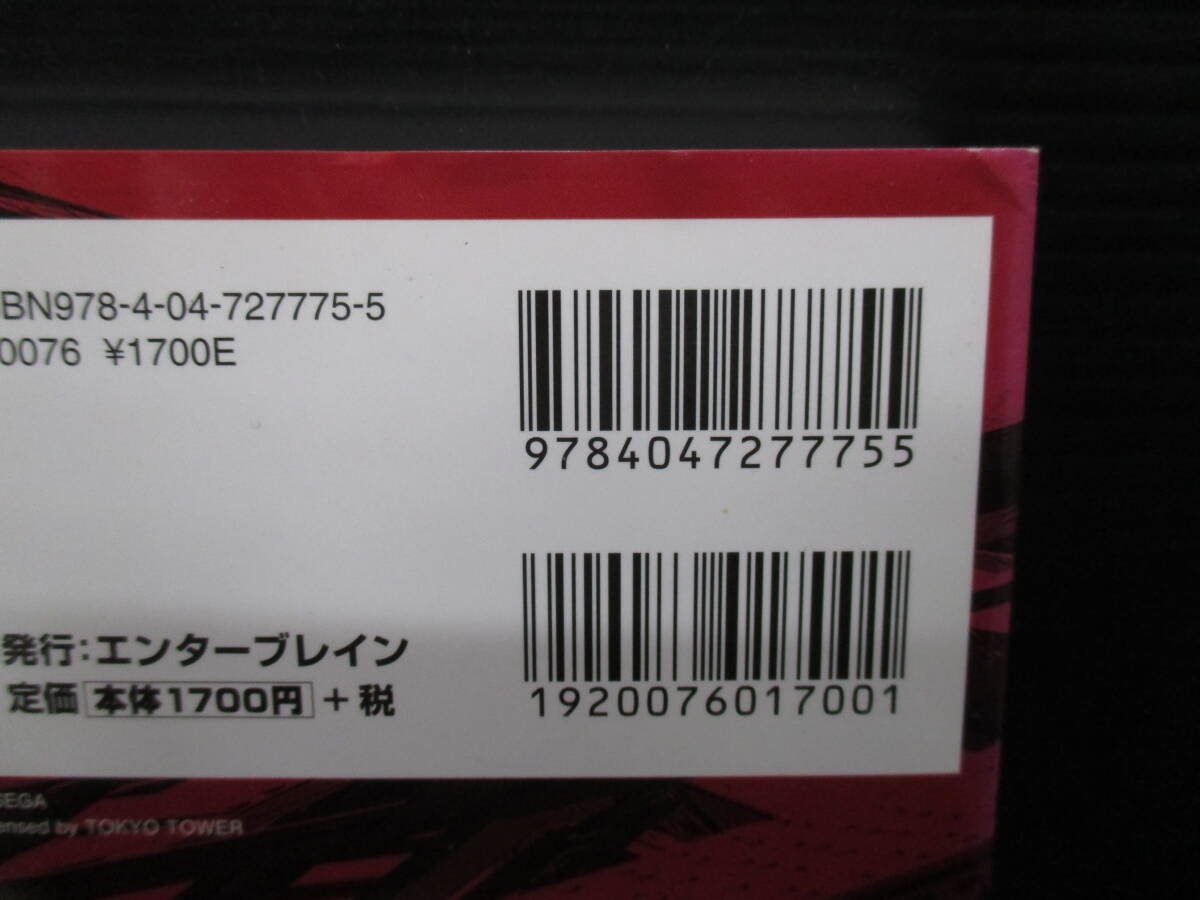 BN978-4-04-727775-5
0076 ¥1700E
9784047277755
1920076017001
発行:エンターブレイン
定価 本体1700円 + 税
SEGA
ensed by TOKYO TOWER